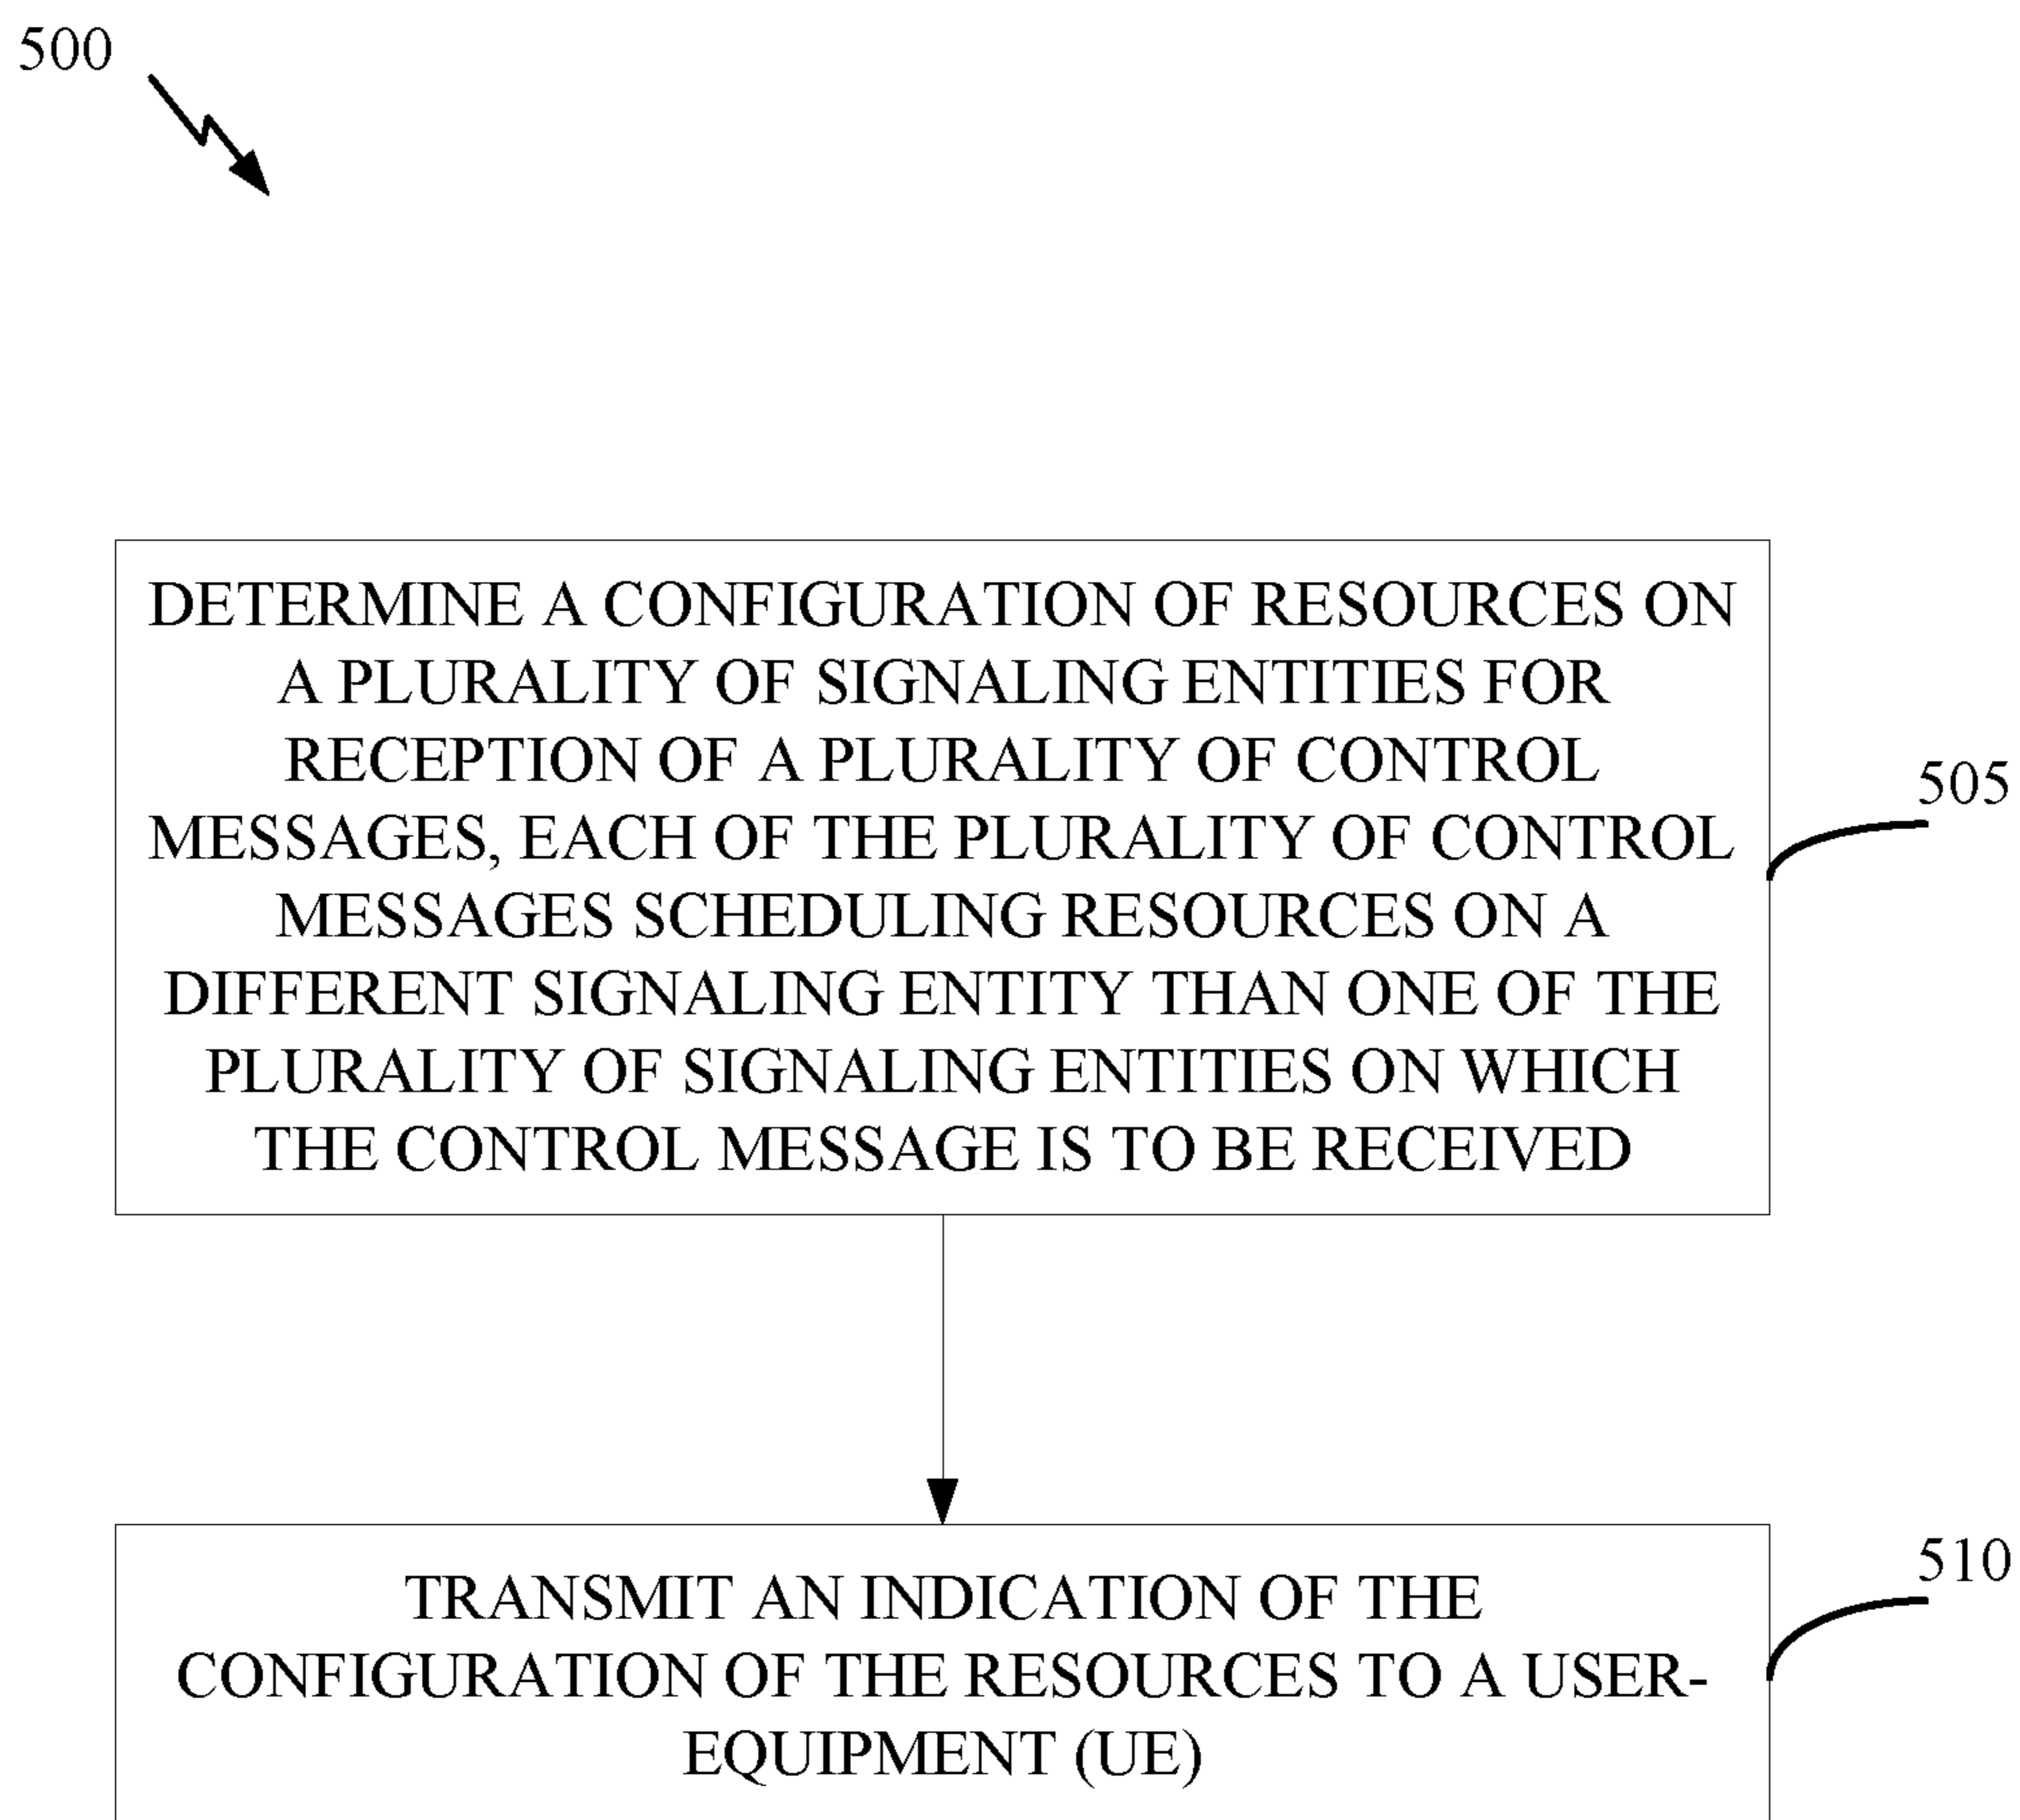 500
DETERMINE A CONFIGURATION OF RESOURCES ON
A PLURALITY OF SIGNALING ENTITIES FOR
RECEPTION OF A PLURALITY OF CONTROL
MESSAGES, EACH OF THE PLURALITY OF CONTROL
MESSAGES SCHEDULING RESOURCES ON A
DIFFERENT SIGNALING ENTITY THAN ONE OF THE
PLURALITY OF SIGNALING ENTITIES ON WHICH
THE CONTROL MESSAGE IS TO BE RECEIVED
505
TRANSMIT AN INDICATION OF THE
CONFIGURATION OF THE RESOURCES TO A USER-
EQUIPMENT (UE)
510